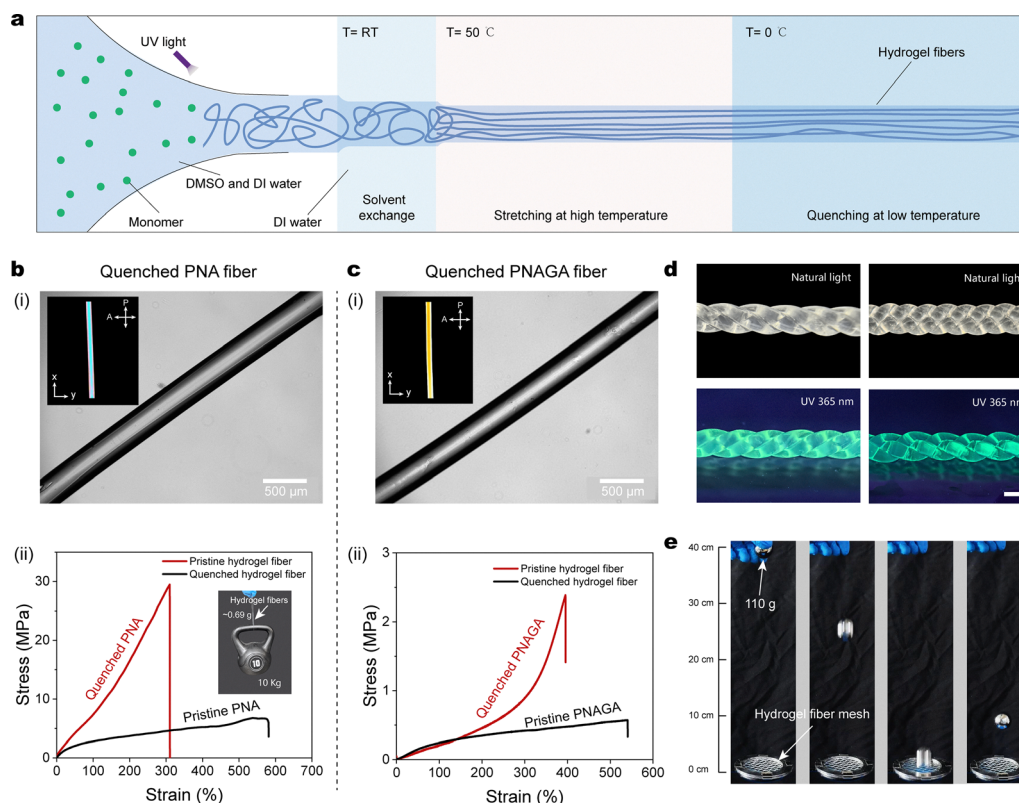 a
UV light
T= RT
T= 50 ℃
T= 0 ℃
Hydrogel fibers
DMSO and DI water
Monomer
DI water
Solvent
exchange
Stretching at high temperature
Quenching at low temperature
b
Quenched PNA fiber
(i)
P
A
x
y
500 µm
(ii)
Stress (MPa)
30
20
10
0
Pristine hydrogel fiber
Quenched hydrogel fiber
Hydrogel fibers
~0.69 g
10
10 Kg
Quenched PNA
Pristine PNA
0 100 200 300 400 500 600 700
Strain (%)
c
Quenched PNAGA fiber
(i)
P
A
x
y
500 µm
(ii)
Stress (MPa)
3
2
1
0
Pristine hydrogel fiber
Quenched hydrogel fiber
Quenched PNAGA
Pristine PNAGA
0 100 200 300 400 500 600
Strain (%)
d
Natural light
Natural light
UV 365 nm
UV 365 nm
e
40 cm
30 cm
20 cm
10 cm
0 cm
110 g
Hydrogel fiber mesh